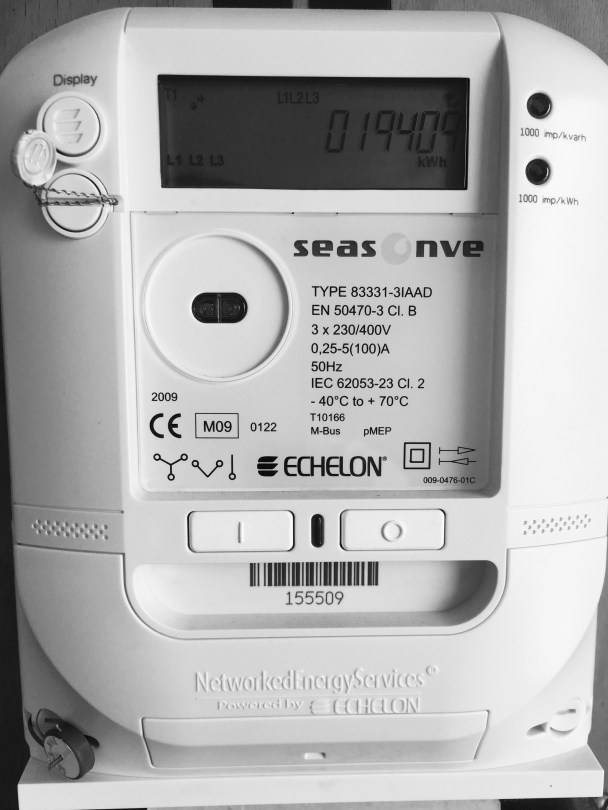 Display
T1
L1L2L3
019409
L1 L2 L3
kWh
1000 imp/kvarh
1000 imp/kWh
seas nve
TYPE 83331-3IAAD
EN 50470-3 Cl. B
3 x 230/400V
0,25-5(100)A
50Hz
IEC 62053-23 Cl. 2
- 40°C to + 70°C
T10166
M-Bus pMEP
2009
CE M09 0122
ECHELON®
009-0476-01C
I
O
155509
NetworkedEnergyServices
Powered by ECHELON